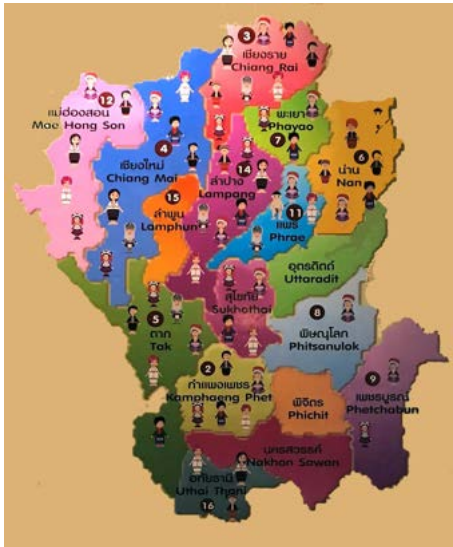 3
เชียงราย
Chiang Rai
12
แม่ฮ่องสอน
Mae Hong Son
4
เชียงใหม่
Chiang Mai
พะเยา
Phayao
7
6
น่าน
Nan
14
ลำปาง
Lampang
15
ลำพูน
Lamphun
11
แพร่
Phrae
อุตรดิตถ์
Uttaradit
สุโขทัย
Sukhothai
5
ตาก
Tak
8
พิษณุโลก
Phitsanulok
2
กำแพงเพชร
Kamphaeng Phet
พิจิตร
Phichit
9
เพชรบูรณ์
Phetchabun
นครสวรรค์
Nakhon Sawan
อุทัยธานี
Uthai Thani
16